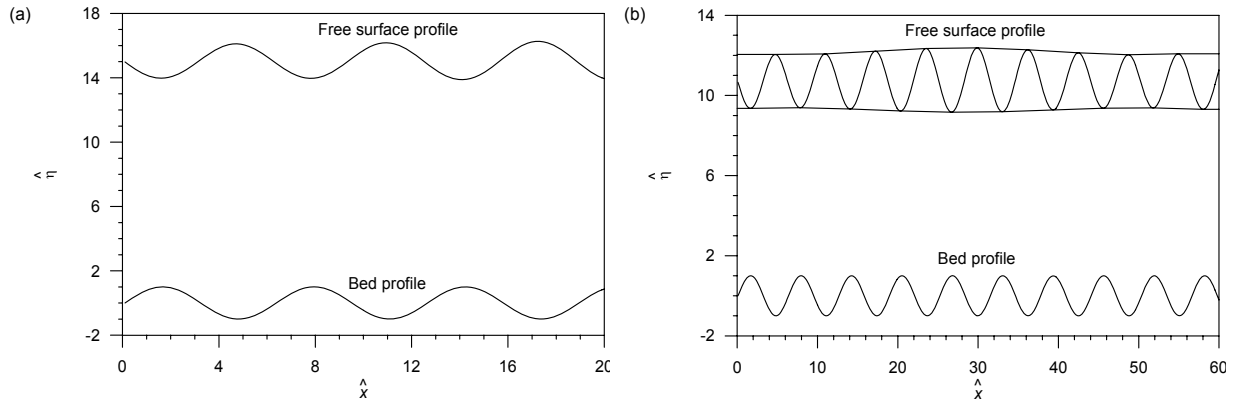 (a)
18
14
10
6
2
-2
Free surface profile
Bed profile
η̂
0 4 8 12 16 20
x̂
(b)
14
10
6
2
-2
Free surface profile
Bed profile
η̂
0 10 20 30 40 50 60
x̂